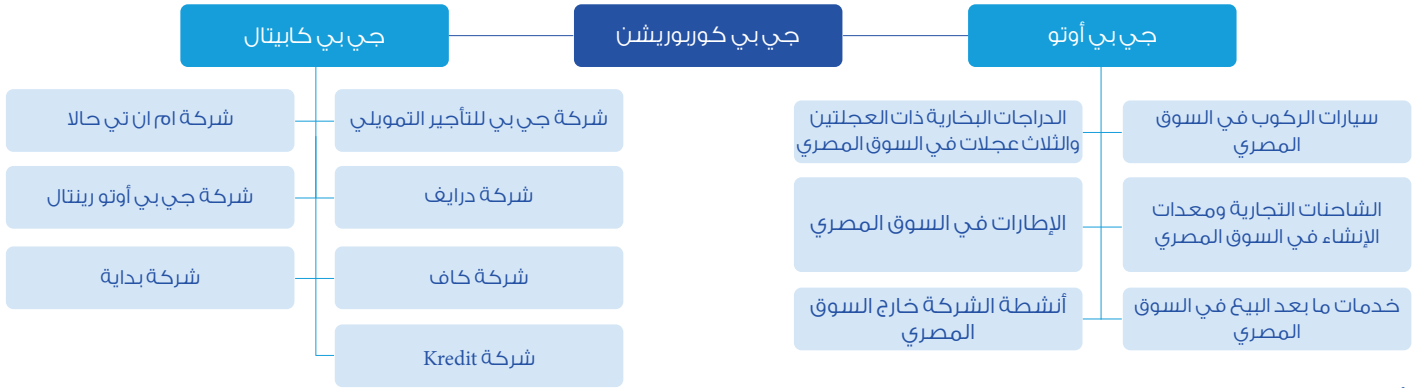 جي بي أوتو
جي بي كوربوريشن
جي بي كابيتال
سيارات الركوب في السوق
المصري
الدراجات البخارية ذات العجلتين
والثلاث عجلات في السوق المصري
الشاحنات التجارية ومعدات
الإنشاء في السوق المصري
الإطارات في السوق المصري
خدمات ما بعد البيع في السوق
المصري
أنشطة الشركة خارج السوق
المصري
شركة جي بي للتأجير التمويلي
شركة ام ان تي حالا
شركة درايف
شركة جي بي أوتو رينتال
شركة كاف
شركة بداية
شركة Kredit